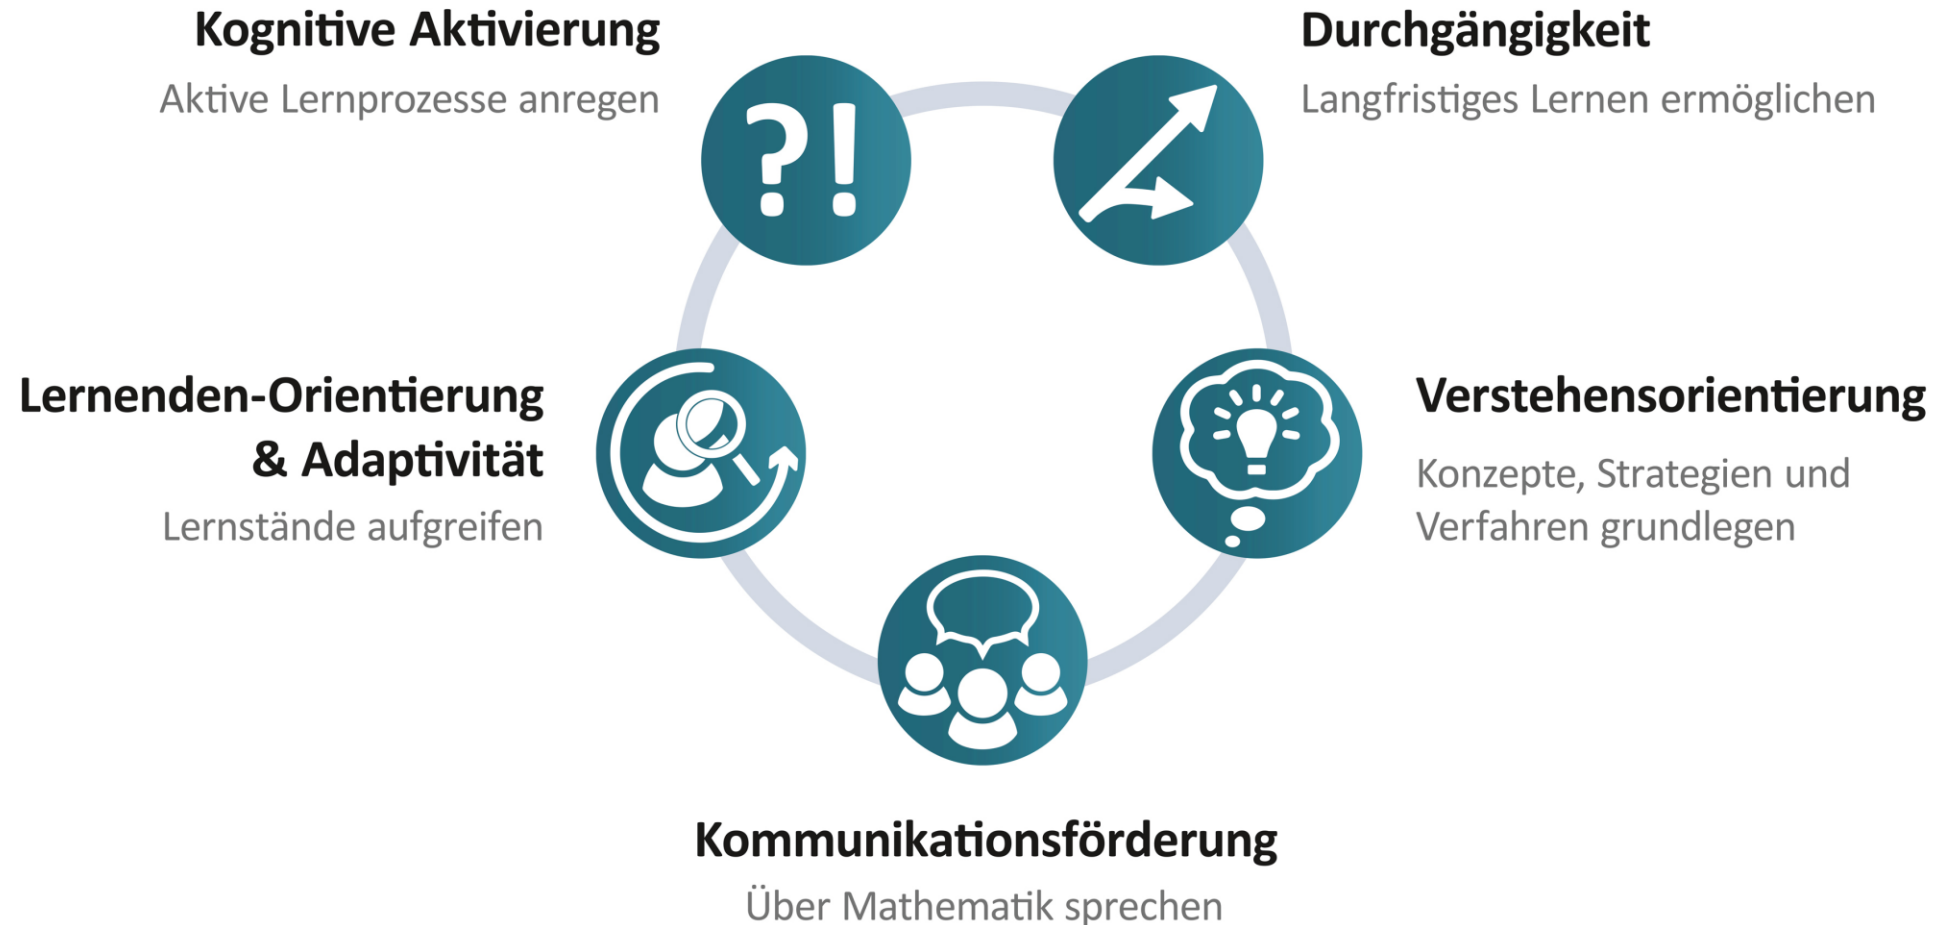 Kognitive Aktivierung
Aktive Lernprozesse anregen
?!
Durchgängigkeit
Langfristiges Lernen ermöglichen
Lernenden-Orientierung
& Adaptivität
Lernstände aufgreifen
Verstehensorientierung
Konzepte, Strategien und
Verfahren grundlegen
Kommunikationsförderung
Über Mathematik sprechen